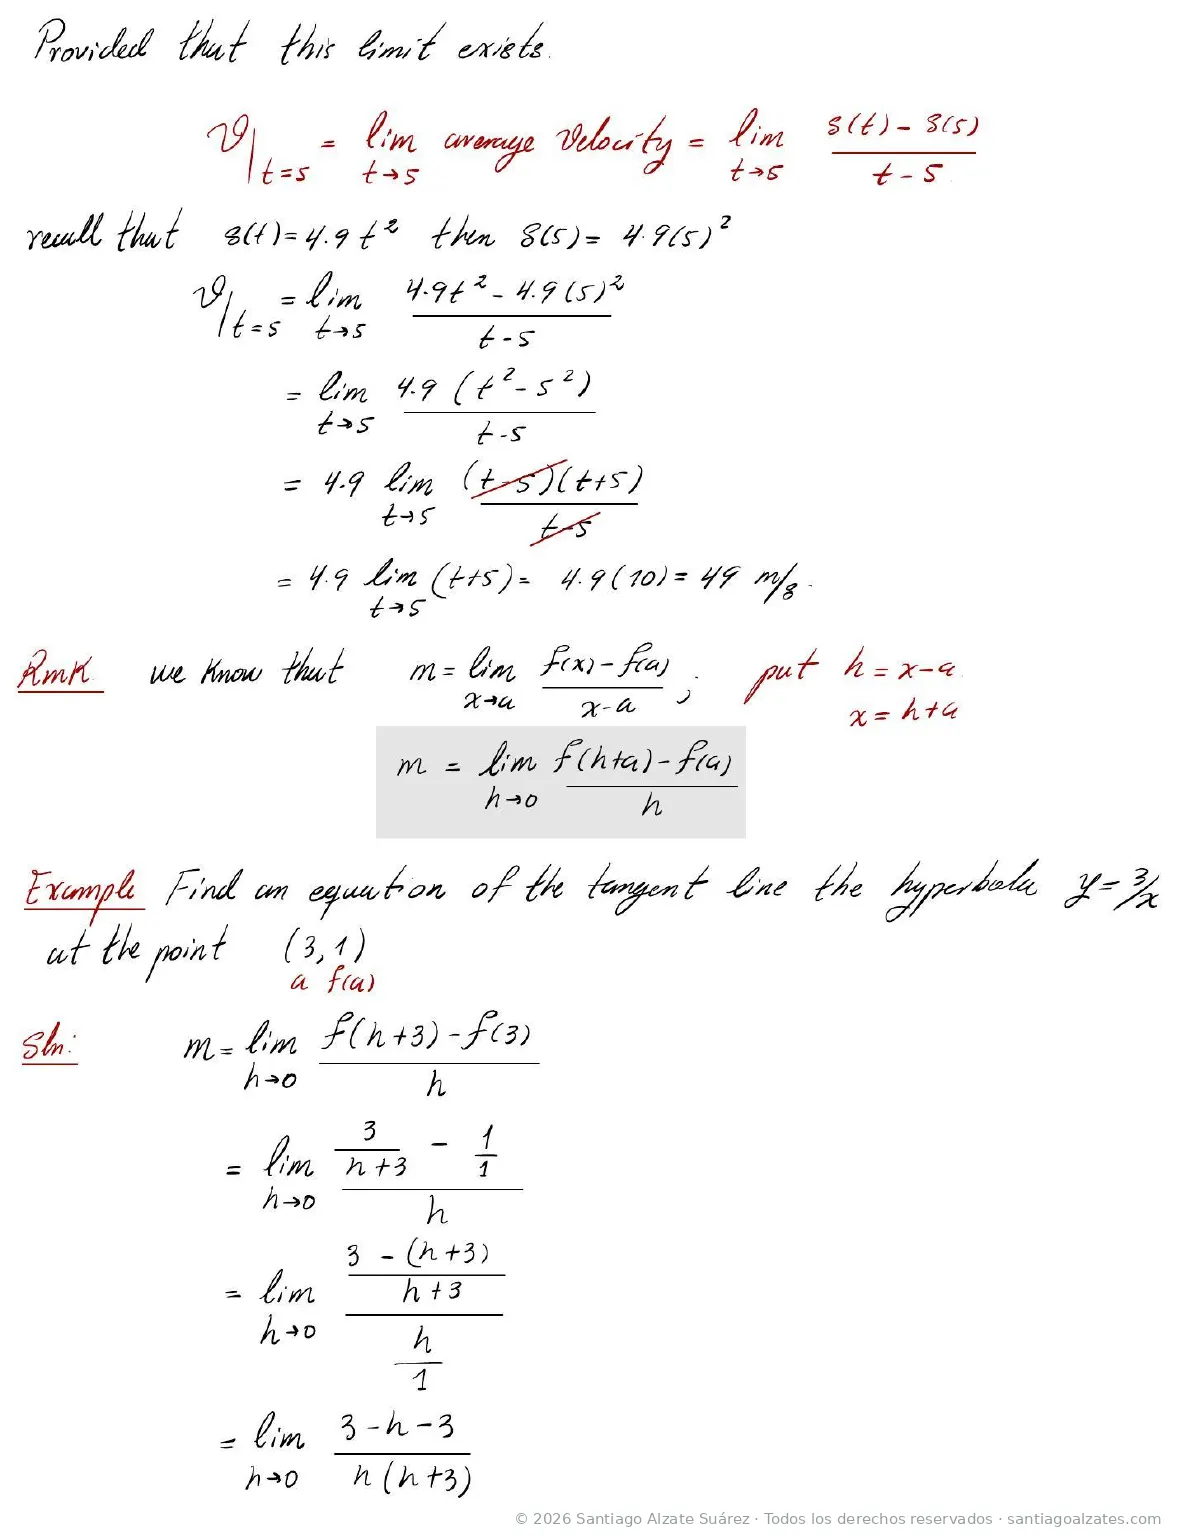 Provided that this limit exists.
v|t=5 = lim t→5 average velocity = lim t→5 (s(t) - s(5))/(t - 5)
recall that s(t) = 4.9 t² then s(5) = 4.9(5)²
v|t=5 = lim t→5 (4.9t² - 4.9(5)²)/(t - 5)
= lim t→5 4.9 (t² - 5²)/(t - 5)
= 4.9 lim t→5 (t - 5)(t + 5)/(t - 5)
= 4.9 lim t→5 (t+5) = 4.9(10) = 49 m/s.
Rmk we know that m = lim x→a (f(x) - f(a))/(x - a) ; put h = x - a
x = h + a
m = lim h→0 (f(h+a) - f(a))/h
Example Find an equation of the tangent line the hyperbola y = 3/x
at the point (3, 1)
a f(a)
Sln: m = lim h→0 (f(h+3) - f(3))/h
= lim h→0 (3/(h+3) - 1/1)/h
= lim h→0 ((3 - (h+3))/(h+3))/(h/1)
= lim h→0 (3 - h - 3)/(h(h+3))
© 2026 Santiago Alzate Suárez · Todos los derechos reservados · santiagoalzates.com